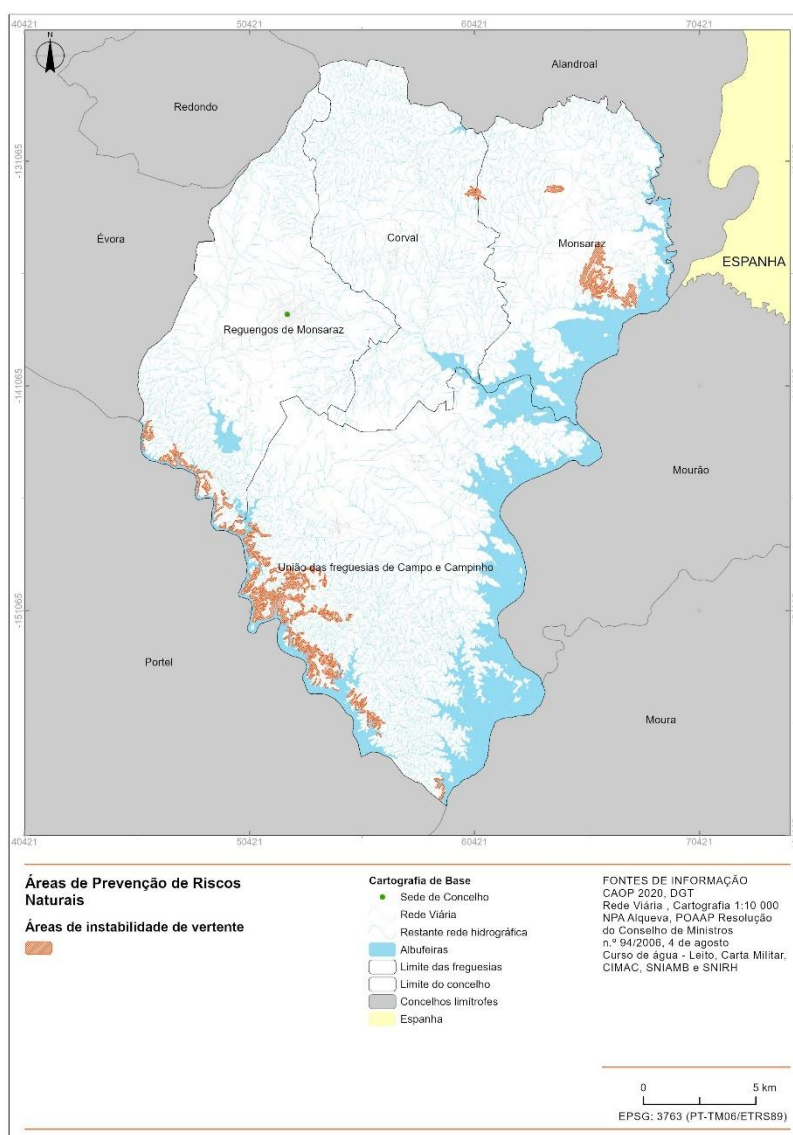 40421 50421 60421 70421
N
Alandroal
Redondo
-131065
-131065
Évora
Corval
Monsaraz
ESPANHA
Reguengos de Monsaraz
-141065
-141065
Mourão
União das freguesias de Campo e Campinho
-151065
-151065
Portel
Moura
40421 50421 60421 70421
Áreas de Prevenção de Riscos
Naturais
Áreas de instabilidade de vertente
Cartografia de Base
Sede de Concelho
Rede Viária
Restante rede hidrográfica
Albufeiras
Limite das freguesias
Limite do concelho
Concelhos limítrofes
Espanha
FONTES DE INFORMAÇÃO
CAOP 2020, DGT
Rede Viária , Cartografia 1:10 000
NPA Alqueva, POAAP Resolução
do Conselho de Ministros
n.º 94/2006, 4 de agosto
Curso de água - Leito, Carta Militar,
CIMAC, SNIAMB e SNIRH
0 5 km
EPSG: 3763 (PT-TM06/ETRS89)